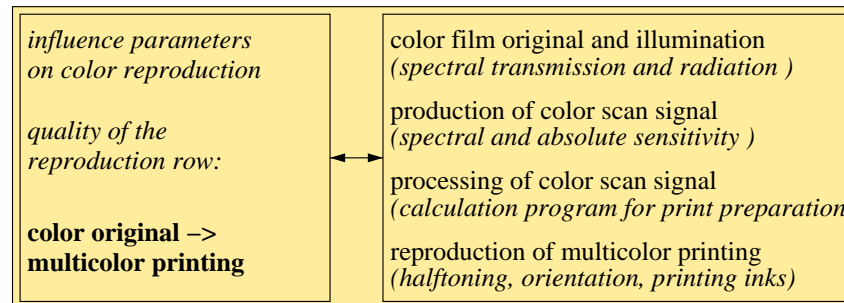 influence parameters
on color reproduction
quality of the
reproduction row:
color original −>
multicolor printing
color film original and illumination
(spectral transmission and radiation )
production of color scan signal
(spectral and absolute sensitivity )
processing of color scan signal
(calculation program for print preparation
reproduction of multicolor printing
(halftoning, orientation, printing inks)